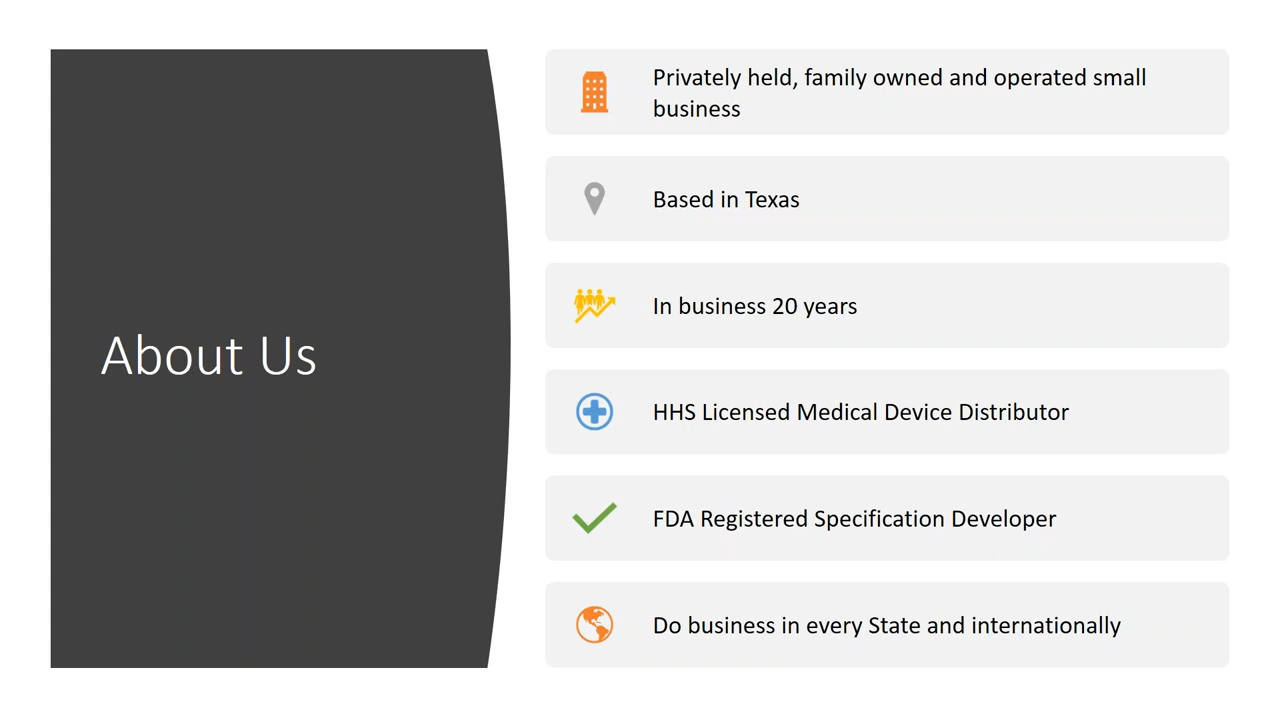 About Us
Privately held, family owned and operated small
business
Based in Texas
In business 20 years
HHS Licensed Medical Device Distributor
FDA Registered Specification Developer
Do business in every State and internationally